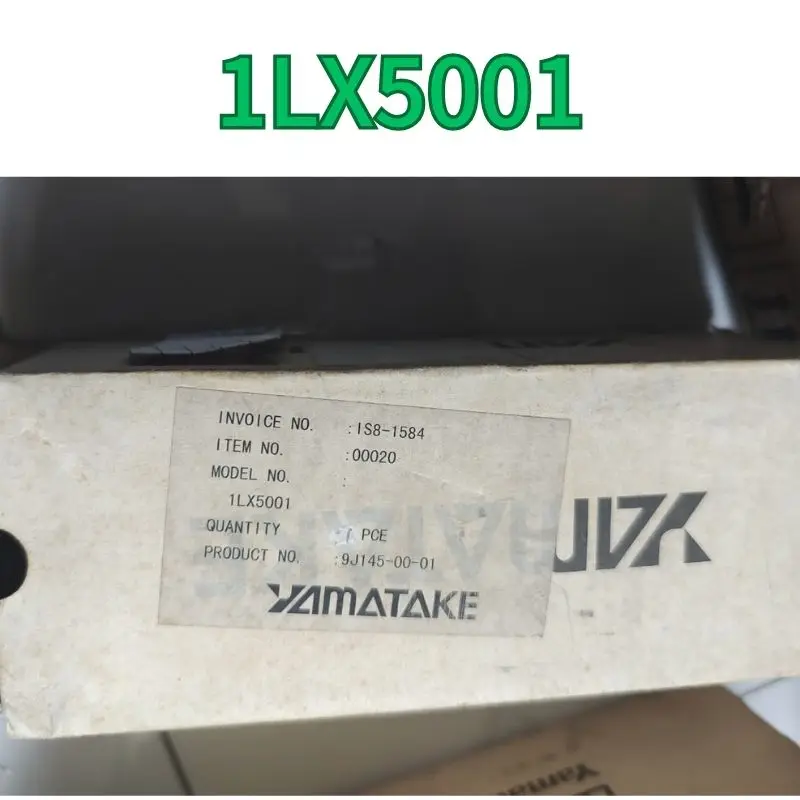 1LX5001
INVOICE NO. :IS8-1584
ITEM NO. :00020
MODEL NO. :
1LX5001
QUANTITY 1 PCE
PRODUCT NO. :9J145-00-01
YAMATAKE